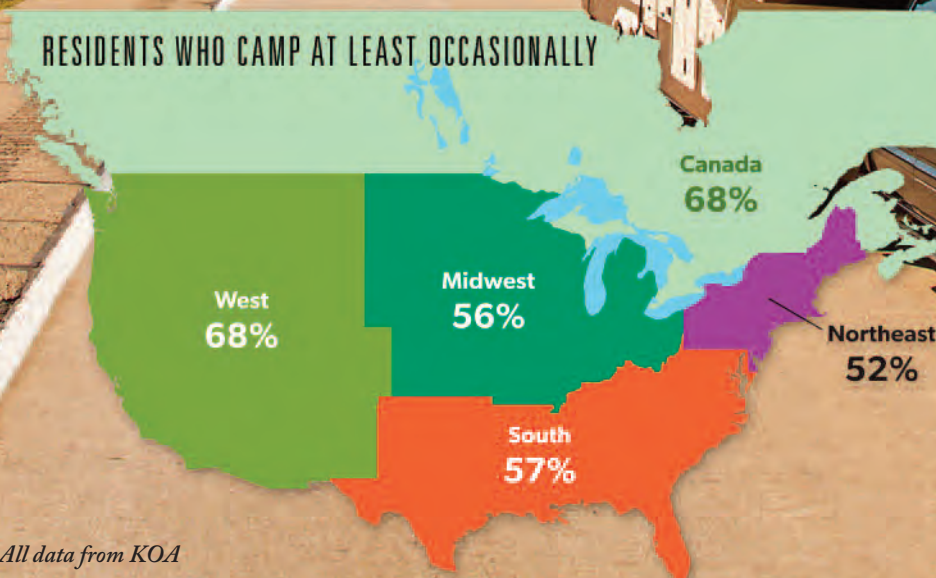 RESIDENTS WHO CAMP AT LEAST OCCASIONALLY
Canada
68%
West
68%
Midwest
56%
Northeast
52%
South
57%
All data from KOA